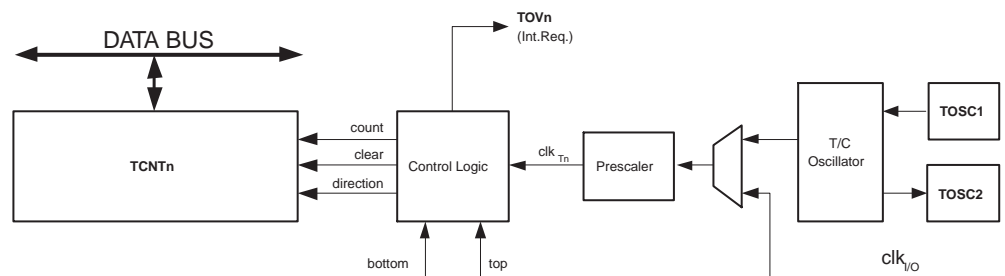 TOVn
(Int.Req.)
DATA BUS
TCNTn
count
clear
direction
Control Logic
clk Tn
Prescaler
T/C
Oscillator
TOSC1
TOSC2
bottom
top
clk I/O